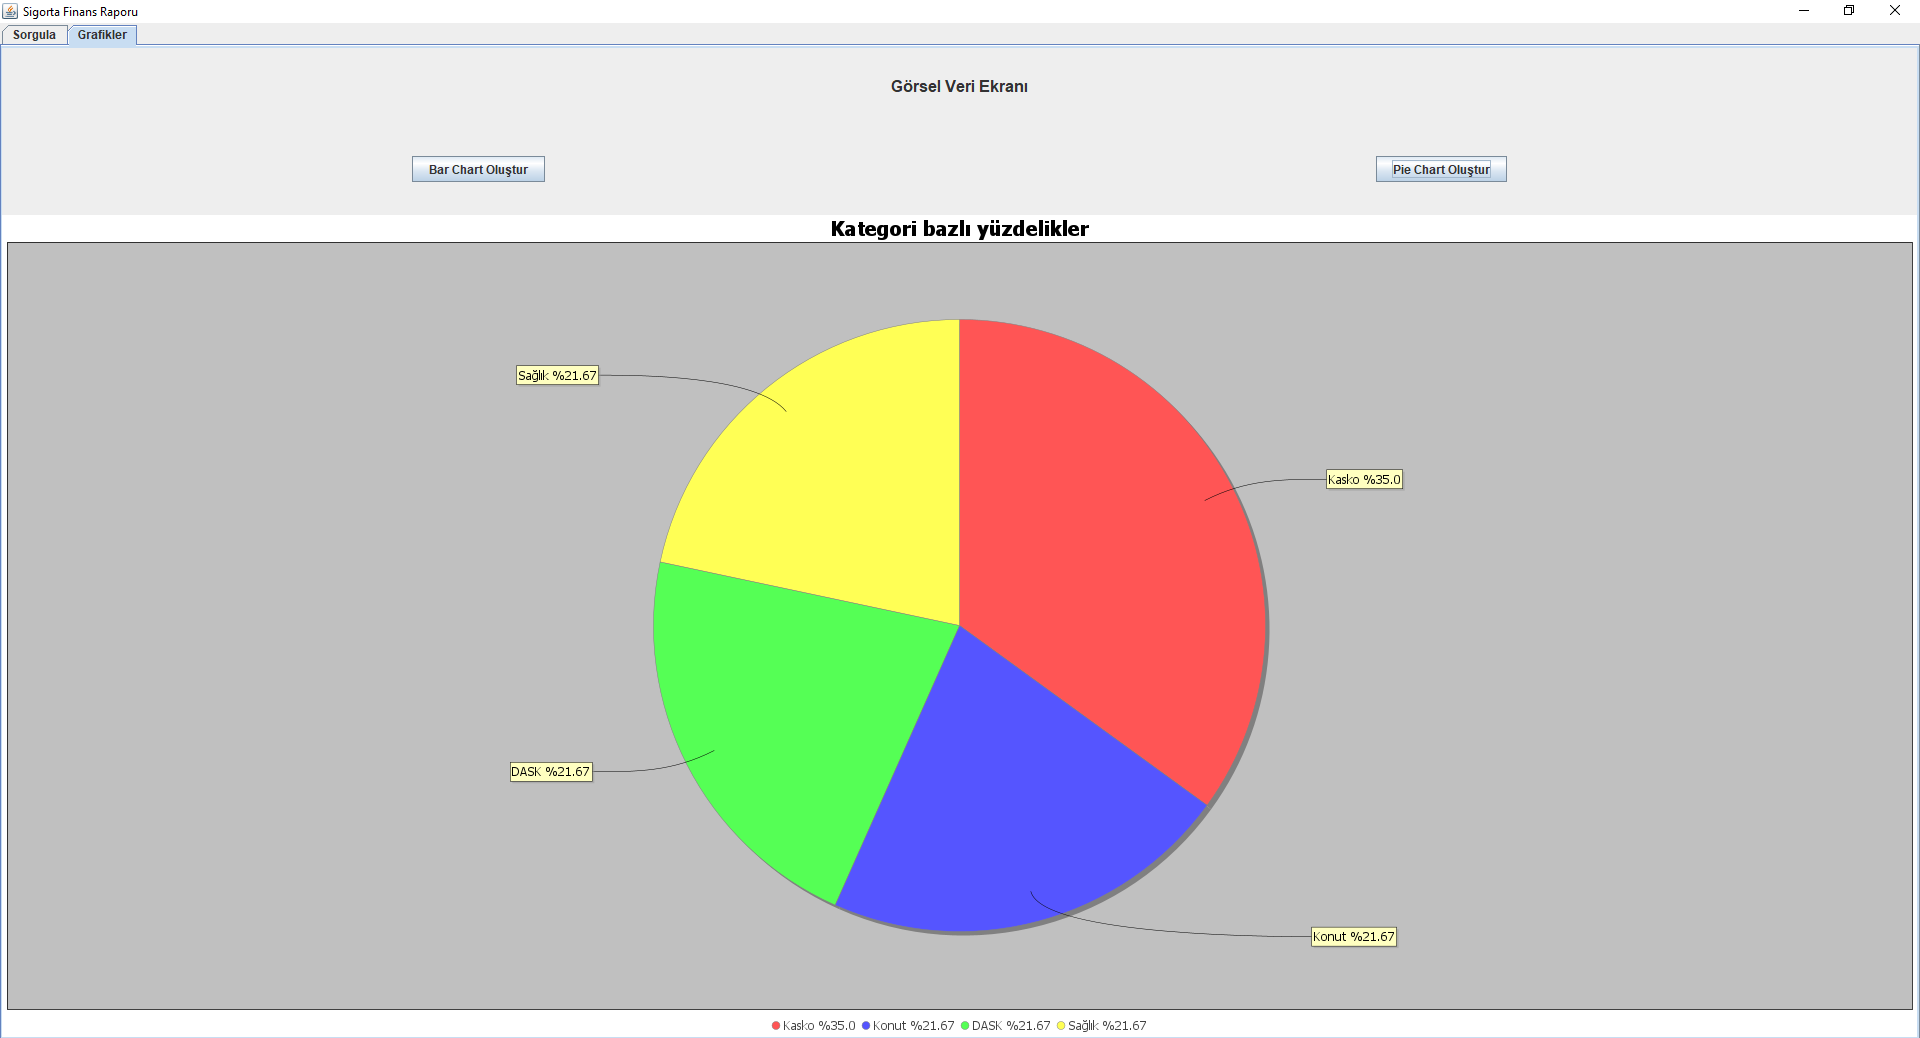 Sigorta Finans Raporu
Sorgula Grafikler
Görsel Veri Ekranı
Bar Chart Oluştur Pie Chart Oluştur
Kategori bazlı yüzdelikler
Sağlık %21.67
Kasko %35.0
DASK %21.67
Konut %21.67
Kasko %35.0 Konut %21.67 DASK %21.67 Sağlık %21.67